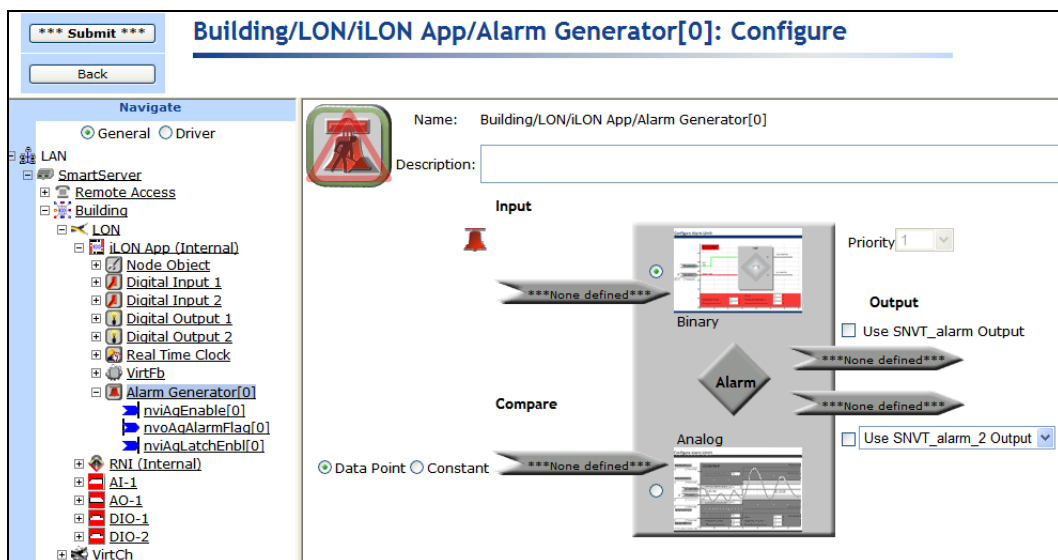 *** Submit ***
Back
Building/LON/iLON App/Alarm Generator[0]: Configure
Navigate
General Driver
LAN
SmartServer
Remote Access
Building
LON
iLON App (Internal)
Node Object
Digital Input 1
Digital Input 2
Digital Output 1
Digital Output 2
Real Time Clock
VirtFb
Alarm Generator[0]
nviAgEnable[0]
nvoAgAlarmFlag[0]
nviAgLatchEnbl[0]
RNI (Internal)
AI-1
AO-1
DIO-1
DIO-2
VirtCh
Name: Building/LON/iLON App/Alarm Generator[0]
Description:
Input
***None defined***
Binary
Priority 1
Output
Use SNVT_alarm Output
***None defined***
Alarm
***None defined***
Compare
Analog
Use SNVT_alarm_2 Output
Data Point Constant
***None defined***